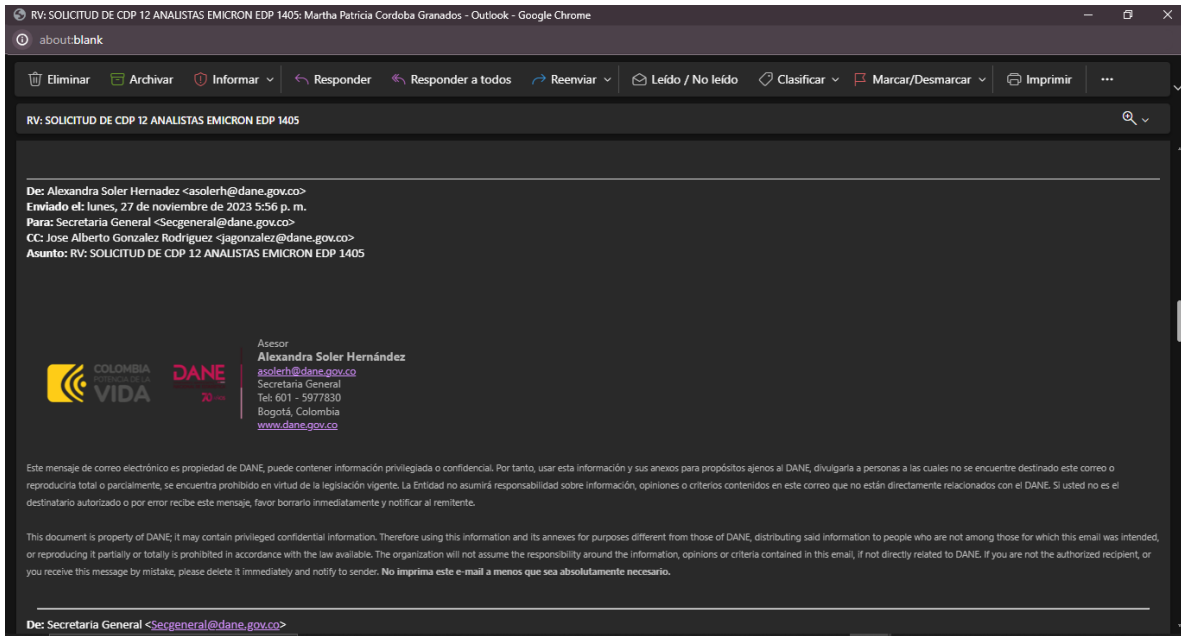 RV: SOLICITUD DE CDP 12 ANALISTAS EMICRON EDP 1405: Martha Patricia Cordoba Granados - Outlook - Google Chrome
about:blank
Eliminar Archivar Informar Responder Responder a todos Reenviar Leído / No leído Clasificar Marcar/Desmarcar Imprimir ...
RV: SOLICITUD DE CDP 12 ANALISTAS EMICRON EDP 1405
De: Alexandra Soler Hernadez <asolerh@dane.gov.co>
Enviado el: lunes, 27 de noviembre de 2023 5:56 p. m.
Para: Secretaria General <Secgeneral@dane.gov.co>
CC: Jose Alberto Gonzalez Rodriguez <jagonzalez@dane.gov.co>
Asunto: RV: SOLICITUD DE CDP 12 ANALISTAS EMICRON EDP 1405
COLOMBIA
POTENCIA DE LA
VIDA
DANE
70
Asesor
Alexandra Soler Hernández
asolerh@dane.gov.co
Secretaria General
Tel: 601 - 5977830
Bogotá, Colombia
www.dane.gov.co
Este mensaje de correo electrónico es propiedad de DANE, puede contener información privilegiada o confidencial. Por tanto, usar esta información y sus anexos para propósitos ajenos al DANE, divulgarla a personas a las cuales no se encuentre destinado este correo o
reproducirla total o parcialmente, se encuentra prohibido en virtud de la legislación vigente. La Entidad no asumirá responsabilidad sobre información, opiniones o criterios contenidos en este correo que no están directamente relacionados con el DANE. Si usted no es el
destinatario autorizado o por error recibe este mensaje, favor borrarlo inmediatamente y notificar al remitente.
This document is property of DANE; it may contain privileged confidential information. Therefore using this information and its annexes for purposes different from those of DANE, distributing said information to people who are not among those for which this email was intended,
or reproducing it partially or totally is prohibited in accordance with the law available. The organization will not assume the responsibility around the information, opinions or criteria contained in this email, if not directly related to DANE. If you are not the authorized recipient, or
you receive this message by mistake, please delete it immediately and notify to sender. No imprima este e-mail a menos que sea absolutamente necesario.
De: Secretaria General <Secgeneral@dane.gov.co>